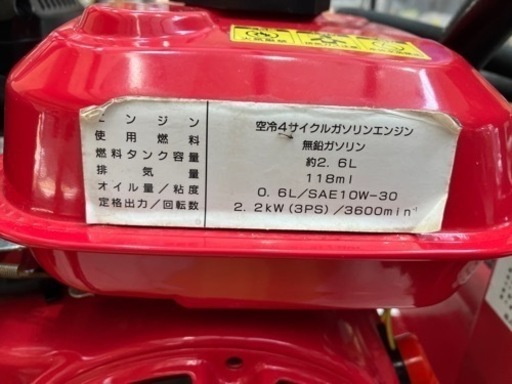 エンジン 空冷4サイクルガソリンエンジン
使用燃料 無鉛ガソリン
燃料タンク容量 約2.6L
排気量 118ml
オイル量/粘度 0.6L/SAE10W-30
定格出力/回転数 2.2kW(3PS)/3600min⁻¹